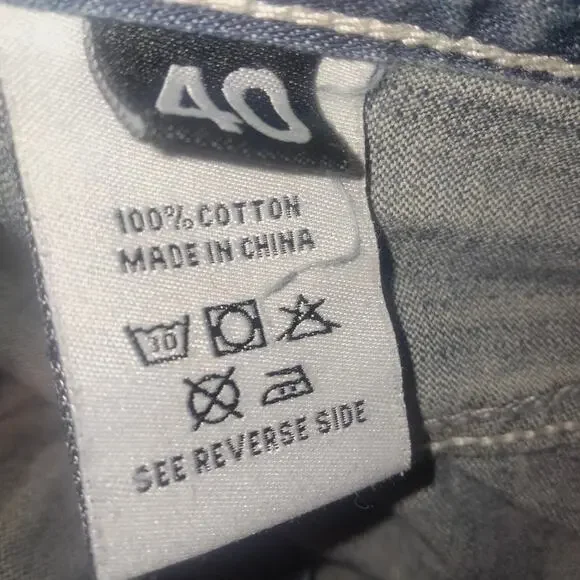 40
100% COTTON
MADE IN CHINA
30
SEE REVERSE SIDE